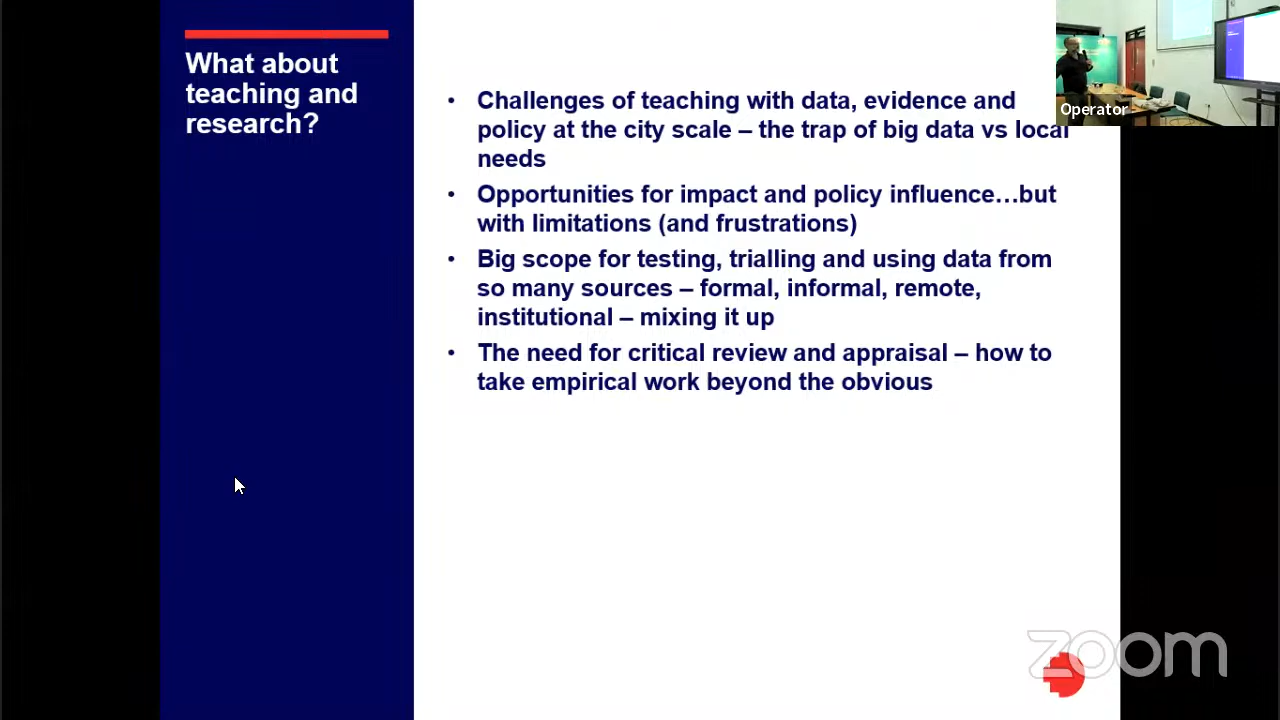 What about
teaching and
research?
• Challenges of teaching with data, evidence and
policy at the city scale – the trap of big data vs local
needs
• Opportunities for impact and policy influence…but
with limitations (and frustrations)
• Big scope for testing, trialling and using data from
so many sources – formal, informal, remote,
institutional – mixing it up
• The need for critical review and appraisal – how to
take empirical work beyond the obvious
Operator
zoom